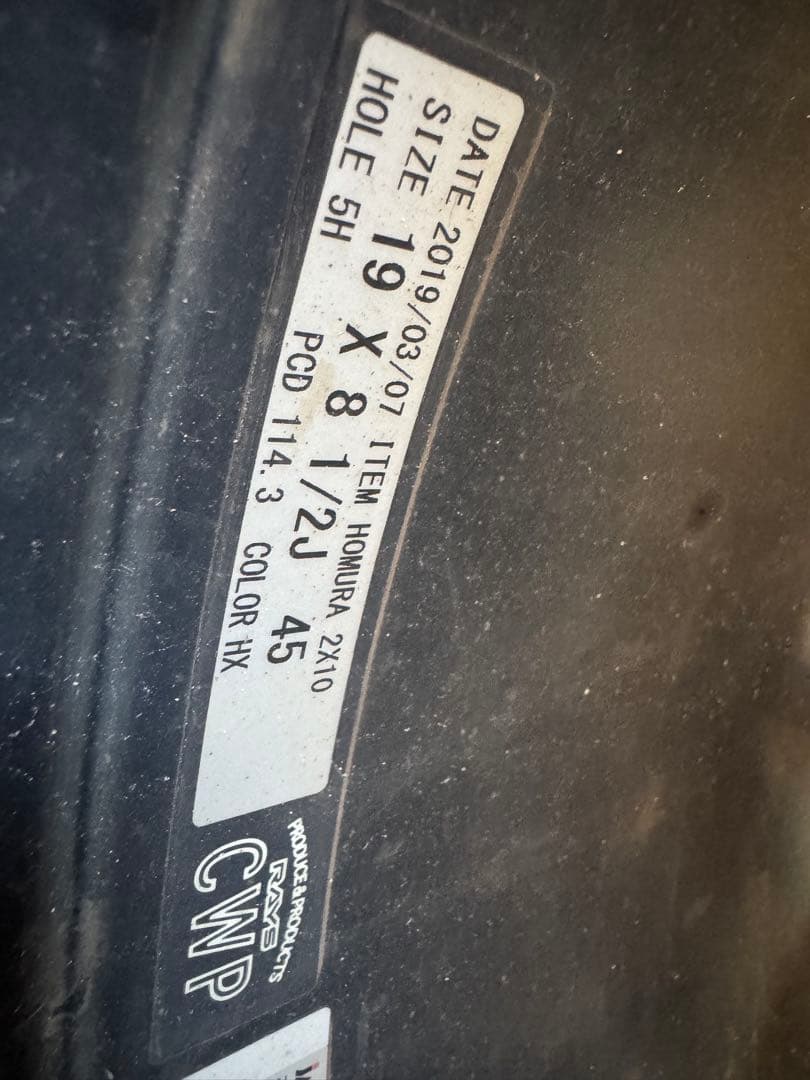 DATE 2019/03/07 ITEM HOMURA 2X10
SIZE 19 X 8 1/2J 45
HOLE 5H PCD 114.3 COLOR HX
PRODUCE & PRODUCTS
RAYS
CWP